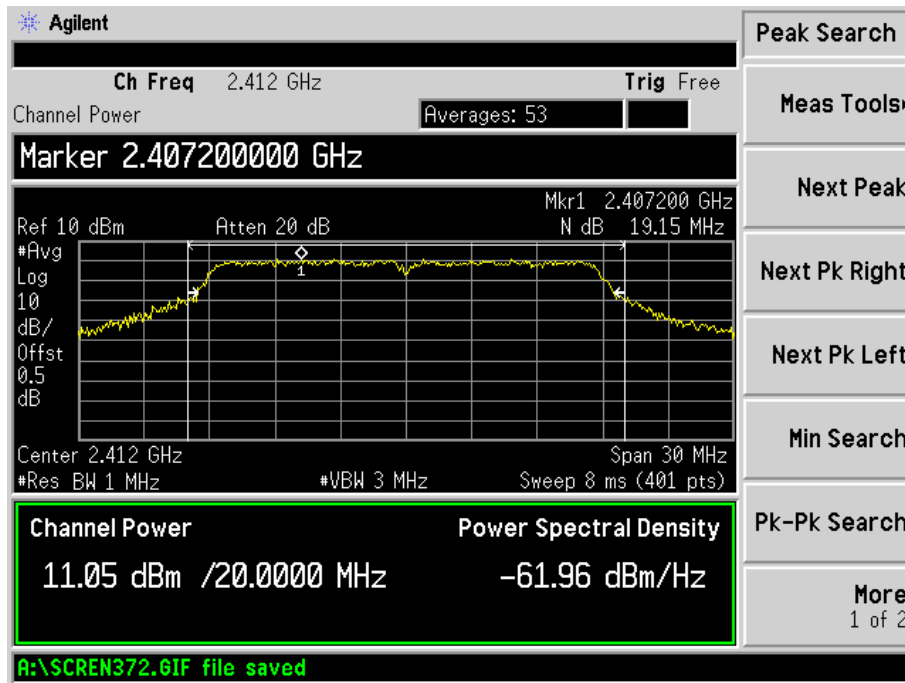 Agilent
Peak Search
Ch Freq 2.412 GHz Trig Free
Channel Power Averages: 53
Meas Tools
Marker 2.407200000 GHz
Next Peak
Mkr1 2.407200 GHz
Ref 10 dBm Atten 20 dB N dB 19.15 MHz
#Avg
Log
10
dB/
Offst
0.5
dB
1
Next Pk Right
Next Pk Left
Min Search
Center 2.412 GHz Span 30 MHz
#Res BW 1 MHz #VBW 3 MHz Sweep 8 ms (401 pts)
Channel Power Power Spectral Density
Pk-Pk Search
11.05 dBm /20.0000 MHz -61.96 dBm/Hz
More
1 of 2
A:\SCREN372.GIF file saved